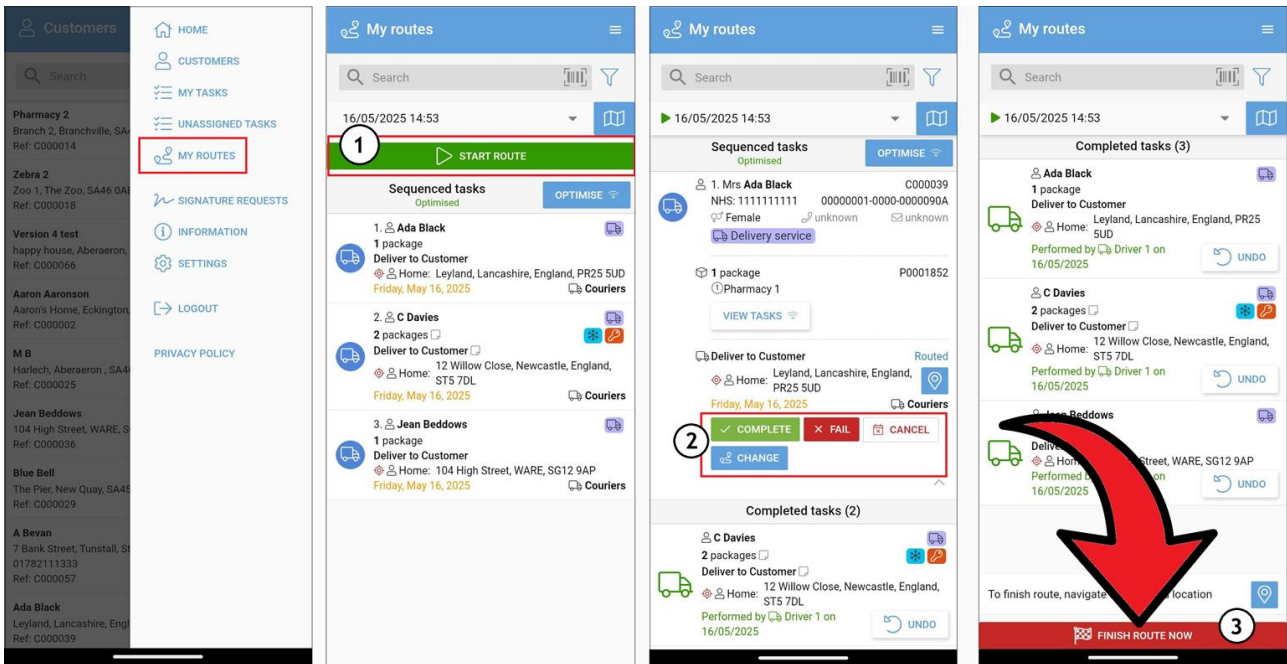 Customers
Search
Pharmacy 2
Branch 2, Branchville, SA4
Ref: C000014
Zebra 2
Zoo 1, The Zoo, SA46 0A
Ref: C000018
Version 4 test
happy house, Aberaeron,
Ref: C000066
Aaron Aaronson
Aaron's Home, Eckington,
Ref: C000002
M B
Harlech, Aberaeron , SA4
Ref: C000025
Jean Beddows
104 High Street, WARE, S
Ref: C000036
Blue Bell
The Pier, New Quay, SA45
Ref: C000029
A Bevan
7 Bank Street, Tunstall, St
01782111333
Ref: C000057
Ada Black
Leyland, Lancashire, Engl
Ref: C000039
HOME
CUSTOMERS
MY TASKS
UNASSIGNED TASKS
MY ROUTES
SIGNATURE REQUESTS
INFORMATION
SETTINGS
LOGOUT
PRIVACY POLICY
My routes
Search
16/05/2025 14:53
1
START ROUTE
Sequenced tasks
Optimised
OPTIMISE
1. Ada Black
1 package
Deliver to Customer
Home: Leyland, Lancashire, England, PR25 5UD
Friday, May 16, 2025 Couriers
2. C Davies
2 packages
Deliver to Customer
Home: 12 Willow Close, Newcastle, England,
ST5 7DL
Friday, May 16, 2025 Couriers
3. Jean Beddows
1 package
Deliver to Customer
Home: 104 High Street, WARE, SG12 9AP
Friday, May 16, 2025 Couriers
My routes
Search
16/05/2025 14:53
Sequenced tasks
Optimised
OPTIMISE
1. Mrs Ada Black C000039
NHS: 1111111111 00000001-0000-0000090A
Female unknown unknown
Delivery service
1 package P0001852
1 Pharmacy 1
VIEW TASKS
Deliver to Customer Routed
Home: Leyland, Lancashire, England,
PR25 5UD
Friday, May 16, 2025 Couriers
2
COMPLETE FAIL CANCEL
CHANGE
Completed tasks (2)
C Davies
2 packages
Deliver to Customer
Home: 12 Willow Close, Newcastle, England,
ST5 7DL
Performed by Driver 1 on
16/05/2025
UNDO
My routes
Search
16/05/2025 14:53
Completed tasks (3)
Ada Black
1 package
Deliver to Customer
Home: Leyland, Lancashire, England, PR25
5UD
Performed by Driver 1 on
16/05/2025
UNDO
C Davies
2 packages
Deliver to Customer
Home: 12 Willow Close, Newcastle, England,
ST5 7DL
Performed by Driver 1 on
16/05/2025
UNDO
Jean Beddows
Street, WARE, SG12 9AP
Performed on
16/05/2025
UNDO
To finish route, navigate location
FINISH ROUTE NOW
3